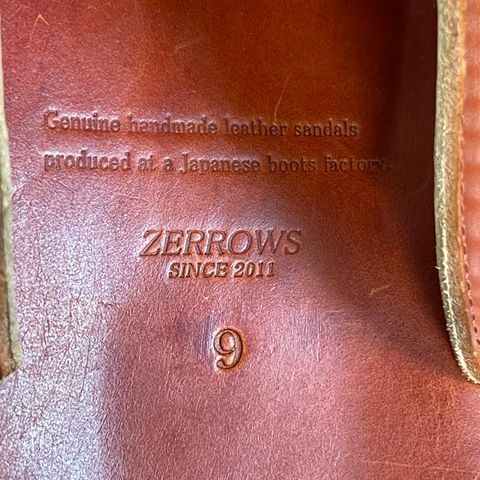 Genuine handmade leather sandals
produced at a Japanese boots factory.
ZERROWS
SINCE 2011
9